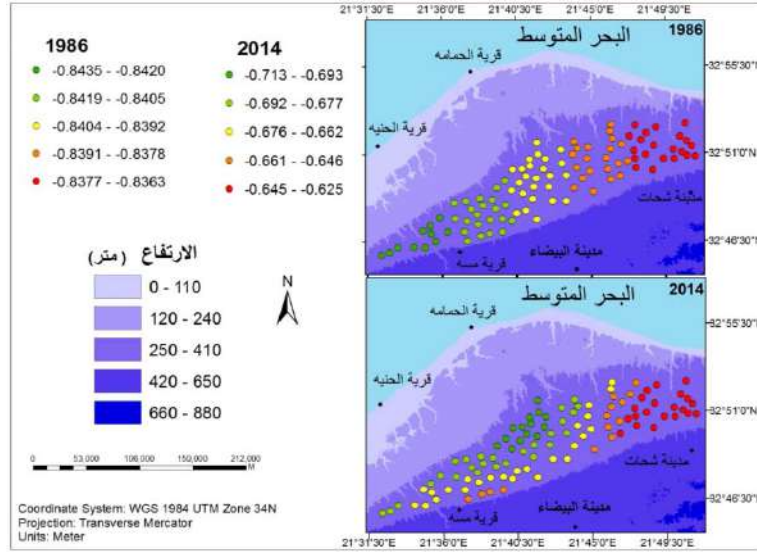 1986
-0.8435 - -0.8420
-0.8419 - -0.8405
-0.8404 - -0.8392
-0.8391 - -0.8378
-0.8377 - -0.8363
2014
-0.713 - -0.693
-0.692 - -0.677
-0.676 - -0.662
-0.661 - -0.646
-0.645 - -0.625
الارتفاع (متر)
0 - 110
120 - 240
250 - 410
420 - 650
660 - 880
N
0 53,000 106,000 159,000 212,000
M
Coordinate System: WGS 1984 UTM Zone 34N
Projection: Transverse Mercator
Units: Meter
21°31'30"E 21°36'0"E 21°40'30"E 21°45'0"E 21°49'30"E
البحر المتوسط
1986
قرية الحمامه
قرية الحنيه
مدينة شحات
مدينة البيضاء
قرية مسه
32°55'30"N
32°51'0"N
32°46'30"N
البحر المتوسط
2014
قرية الحمامه
قرية الحنيه
مدينة شحات
قرية مسه
مدينة البيضاء
32°55'30"N
32°51'0"N
32°46'30"N
21°31'30"E 21°36'0"E 21°40'30"E 21°45'0"E 21°49'30"E